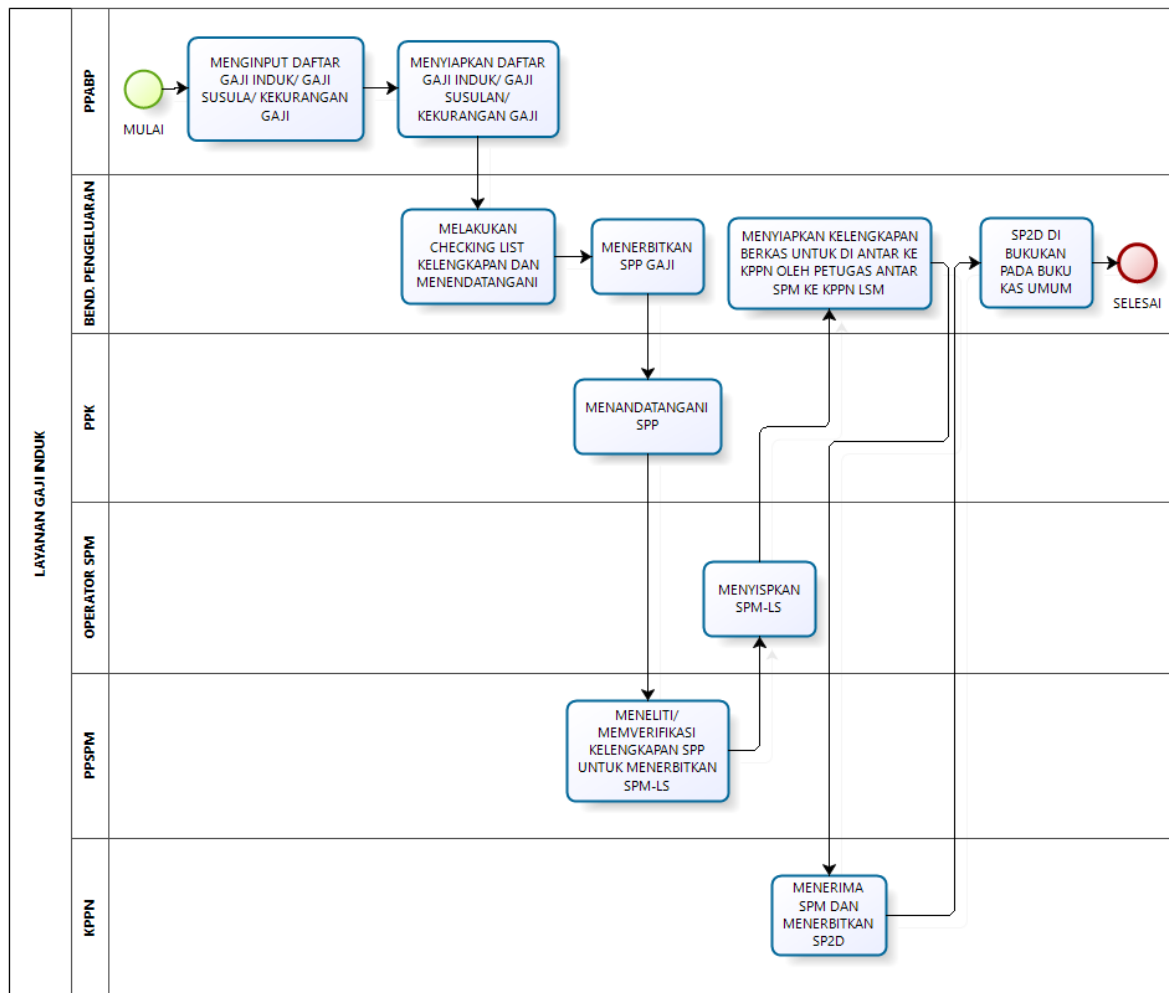 LAYANAN GAJI INDUK
PPABP
MULAI
MENGINPUT DAFTAR
GAJI INDUK/ GAJI
SUSULA/ KEKURANGAN
GAJI
MENYIAPKAN DAFTAR
GAJI INDUK/ GAJI
SUSULAN/
KEKURANGAN GAJI
BEND. PENGELUARAN
MELAKUKAN
CHECKING LIST
KELENGKAPAN DAN
MENENDATANGANI
MENERBITKAN
SPP GAJI
MENYIAPKAN KELENGKAPAN
BERKAS UNTUK DI ANTAR KE
KPPN OLEH PETUGAS ANTAR
SPM KE KPPN LSM
SP2D DI
BUKUKAN
PADA BUKU
KAS UMUM
SELESAI
PPK
MENANDATANGANI
SPP
OPERATOR SPM
MENYISPKAN
SPM-LS
PPSPM
MENELITI/
MEMVERIFIKASI
KELENGKAPAN SPP
UNTUK MENERBITKAN
SPM-LS
KPPN
MENERIMA
SPM DAN
MENERBITKAN
SP2D